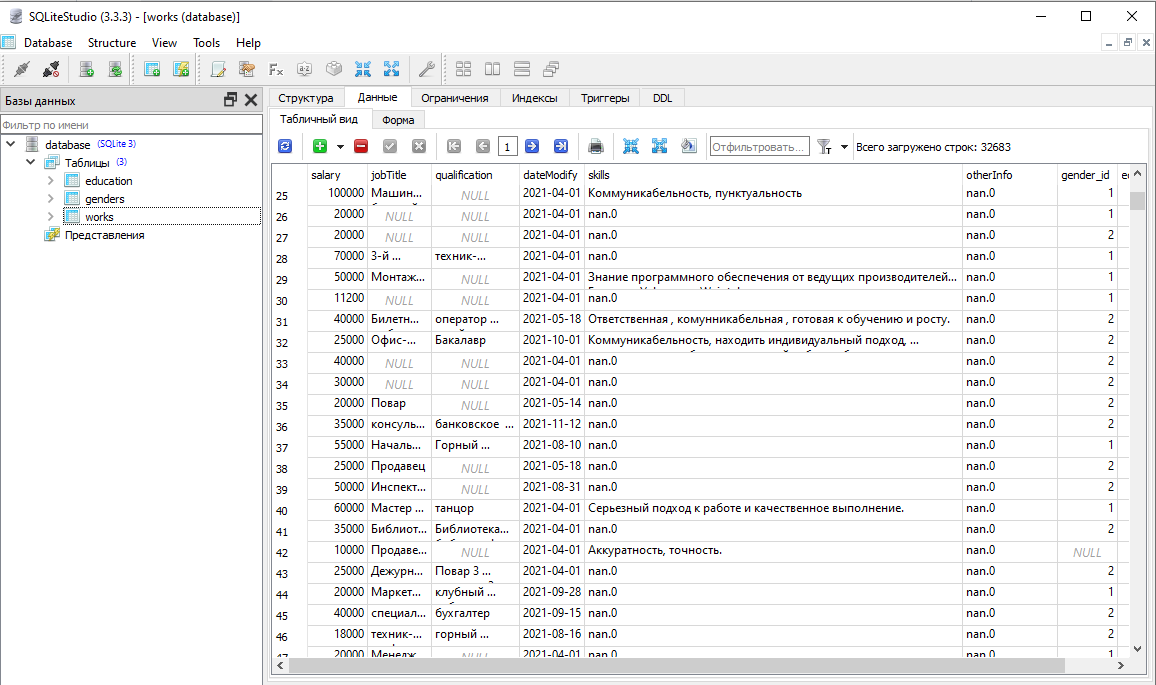 SQLiteStudio (3.3.3) - [works (database)]
Database Structure View Tools Help
Базы данных
Фильтр по имени
database (SQLite 3)
Таблицы (3)
education
genders
works
Представления
Структура Данные Ограничения Индексы Триггеры DDL
Табличный вид Форма
1 Отфильтровать... Всего загружено строк: 32683
salary jobTitle qualification dateModify skills otherInfo gender_id
25 100000 Машин... NULL 2021-04-01 Коммуникабельность, пунктуальность nan.0 1
26 20000 NULL NULL 2021-04-01 nan.0 nan.0 1
27 20000 NULL NULL 2021-04-01 nan.0 nan.0 2
28 70000 3-й ... техник-... 2021-04-01 nan.0 nan.0 1
29 50000 Монтаж... NULL 2021-04-01 Знание программного обеспечения от ведущих производителей... nan.0 1
30 11200 NULL NULL 2021-04-01 nan.0 nan.0 1
31 40000 Билетн... оператор ... 2021-05-18 Ответственная , комунникабельная , готовая к обучению и росту. nan.0 2
32 25000 Офис-... Бакалавр 2021-10-01 Коммуникабельность, находить индивидуальный подход, ... nan.0 2
33 40000 NULL NULL 2021-04-01 nan.0 nan.0 2
34 30000 NULL NULL 2021-04-01 nan.0 nan.0 2
35 20000 Повар NULL 2021-05-14 nan.0 nan.0 2
36 35000 консуль... банковское ... 2021-11-12 nan.0 nan.0 2
37 55000 Началь... Горный ... 2021-08-10 nan.0 nan.0 1
38 25000 Продавец NULL 2021-05-18 nan.0 nan.0 2
39 50000 Инспект... NULL 2021-08-31 nan.0 nan.0 2
40 60000 Мастер ... танцор 2021-04-01 Серьезный подход к работе и качественное выполнение. nan.0 1
41 35000 Библиот... Библиотека... 2021-04-01 nan.0 nan.0 2
42 10000 Продаве... NULL 2021-04-01 Аккуратность, точность. nan.0 NULL
43 25000 Дежурн... Повар 3 ... 2021-04-01 nan.0 nan.0 2
44 20000 Маркет... клубный ... 2021-09-28 nan.0 nan.0 1
45 40000 специал... бухгалтер 2021-09-15 nan.0 nan.0 2
46 18000 техник-... горный ... 2021-08-16 nan.0 nan.0 2
47 20000 Менедж... NULL 2021-04-01 nan.0 nan.0 1